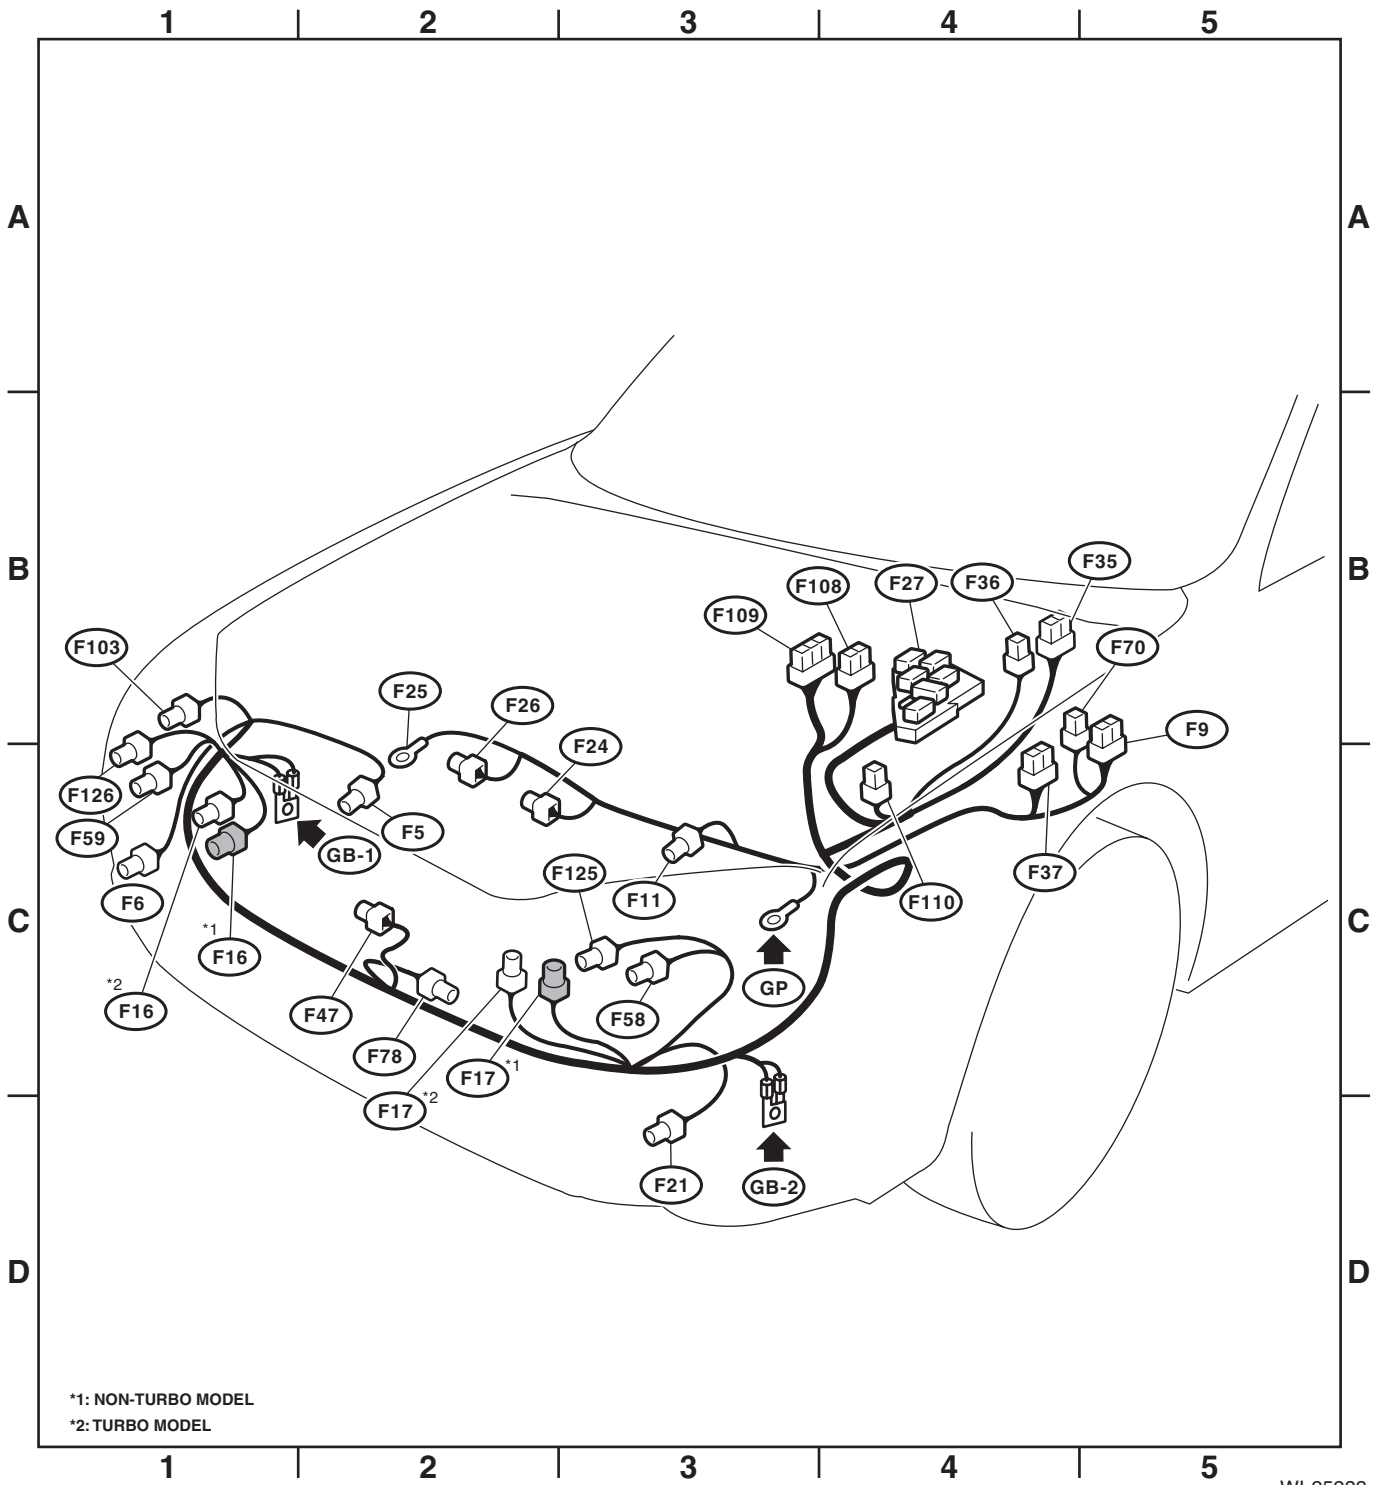 1 2 3 4 5
A A
B B
F35
F108 F27 F36
F109
F103 F70
F25
F26
F24 F9
F126
F5
F59
GB-1
F125 F37
F11
F6 F110
*1
F16
*2 GP
F16 F47 F58
C C
F78
F17 *1
F17 *2
F21 GB-2
D D
*1: NON-TURBO MODEL
*2: TURBO MODEL
1 2 3 4 5